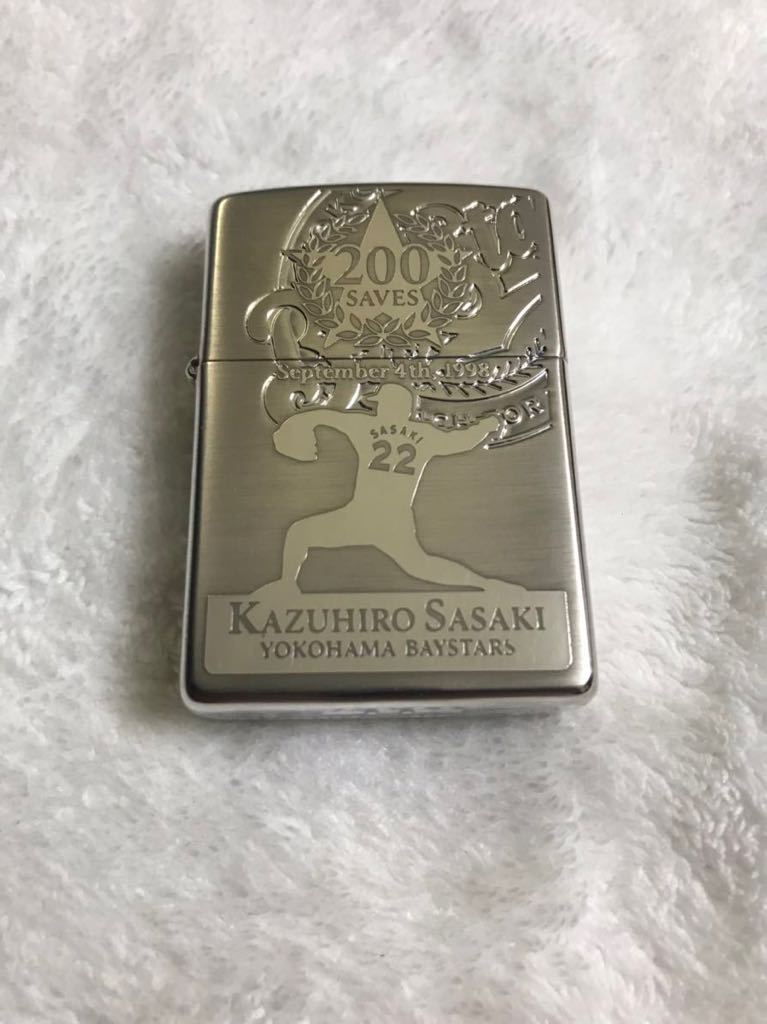 200
SAVES
September 4th, 1998
SASAKI
22
KAZUHIRO SASAKI
YOKOHAMA BAYSTARS